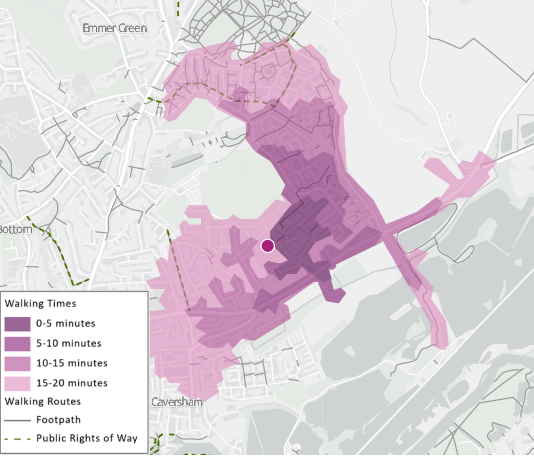 Emmer Green
Bottom
Walking Times
0-5 minutes
5-10 minutes
10-15 minutes
15-20 minutes
Walking Routes
Footpath
Public Rights of Way
Caversham